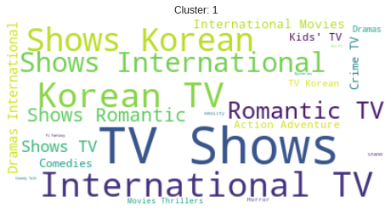 Cluster: 1
International Movies
Dramas
Shows Korean
Kids' TV
Dramas International
Shows International
Crime TV
Korean TV
TV Korean
Romantic TV
Shows Romantic
Action Adventure
TV Shows
Shows TV
Comedies
International TV
Movies Thrillers
Horror